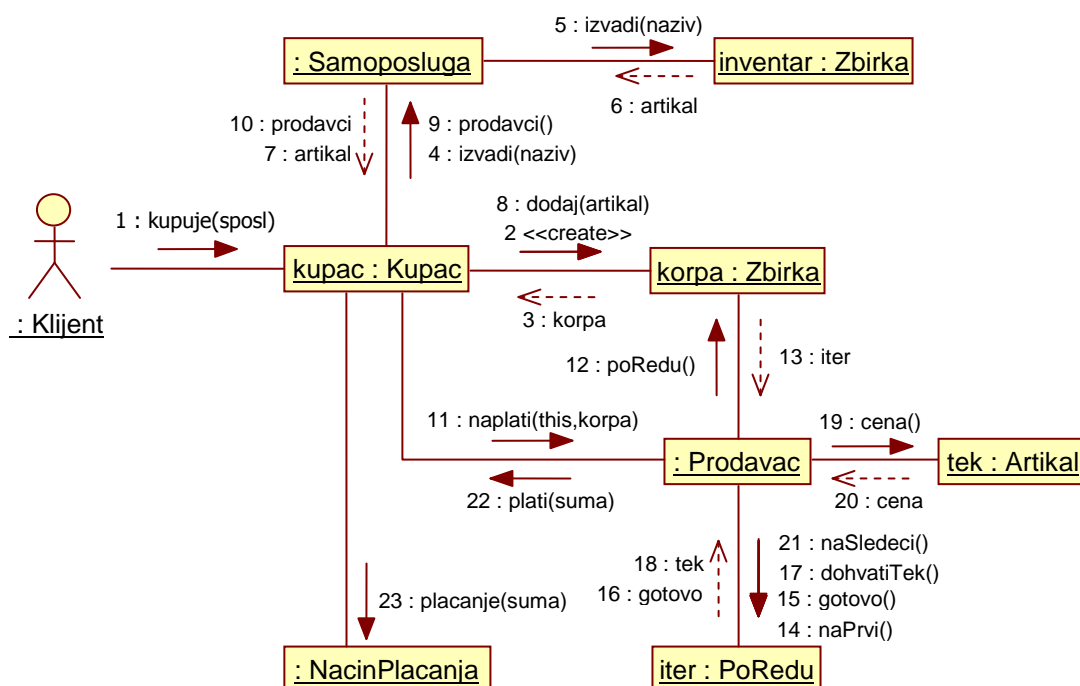 5 : izvadi(naziv)
: Samoposluga
inventar : Zbirka
6 : artikal
10 : prodavci
7 : artikal
9 : prodavci()
4 : izvadi(naziv)
1 : kupuje(sposl)
8 : dodaj(artikal)
2 <<create>>
kupac : Kupac
korpa : Zbirka
3 : korpa
: Klijent
12 : poRedu()
13 : iter
11 : naplati(this,korpa)
19 : cena()
: Prodavac
tek : Artikal
22 : plati(suma)
20 : cena
21 : naSledeci()
18 : tek
17 : dohvatiTek()
16 : gotovo
15 : gotovo()
14 : naPrvi()
23 : placanje(suma)
: NacinPlacanja
iter : PoRedu